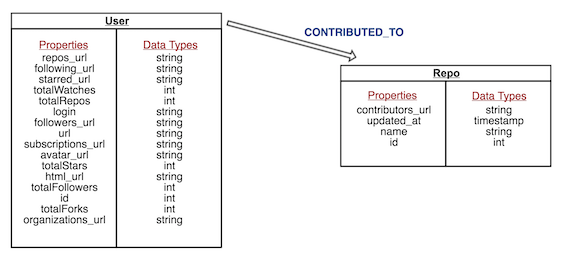 User
Properties Data Types
repos_url string
following_url string
starred_url string
totalWatches int
totalRepos int
login string
followers_url string
url string
subscriptions_url string
avatar_url string
totalStars int
html_url string
totalFollowers int
id int
totalForks int
organizations_url string
CONTRIBUTED_TO
Repo
Properties Data Types
contributors_url string
updated_at timestamp
name string
id int